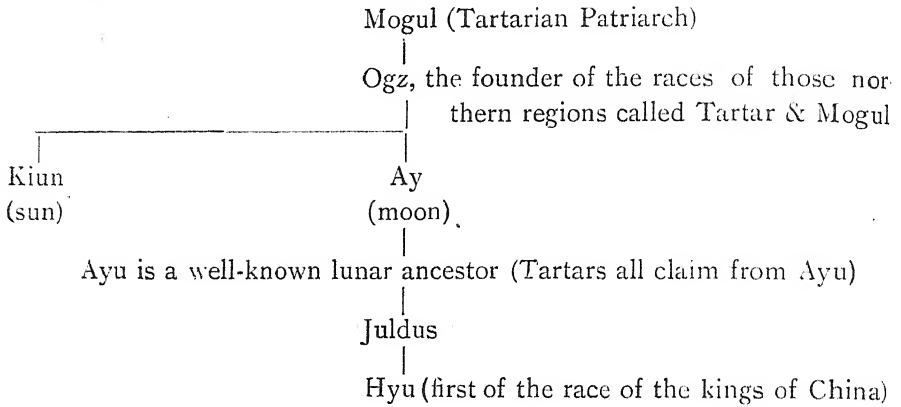 Mogul (Tartarian Patriarch)
Ogz, the founder of the races of those nor-
thern regions called Tartar & Mogul
Kiun Ay
(sun) (moon)
Ayu is a well-known lunar ancestor (Tartars all claim from Ayu)
Juldus
Hyu (first of the race of the kings of China)